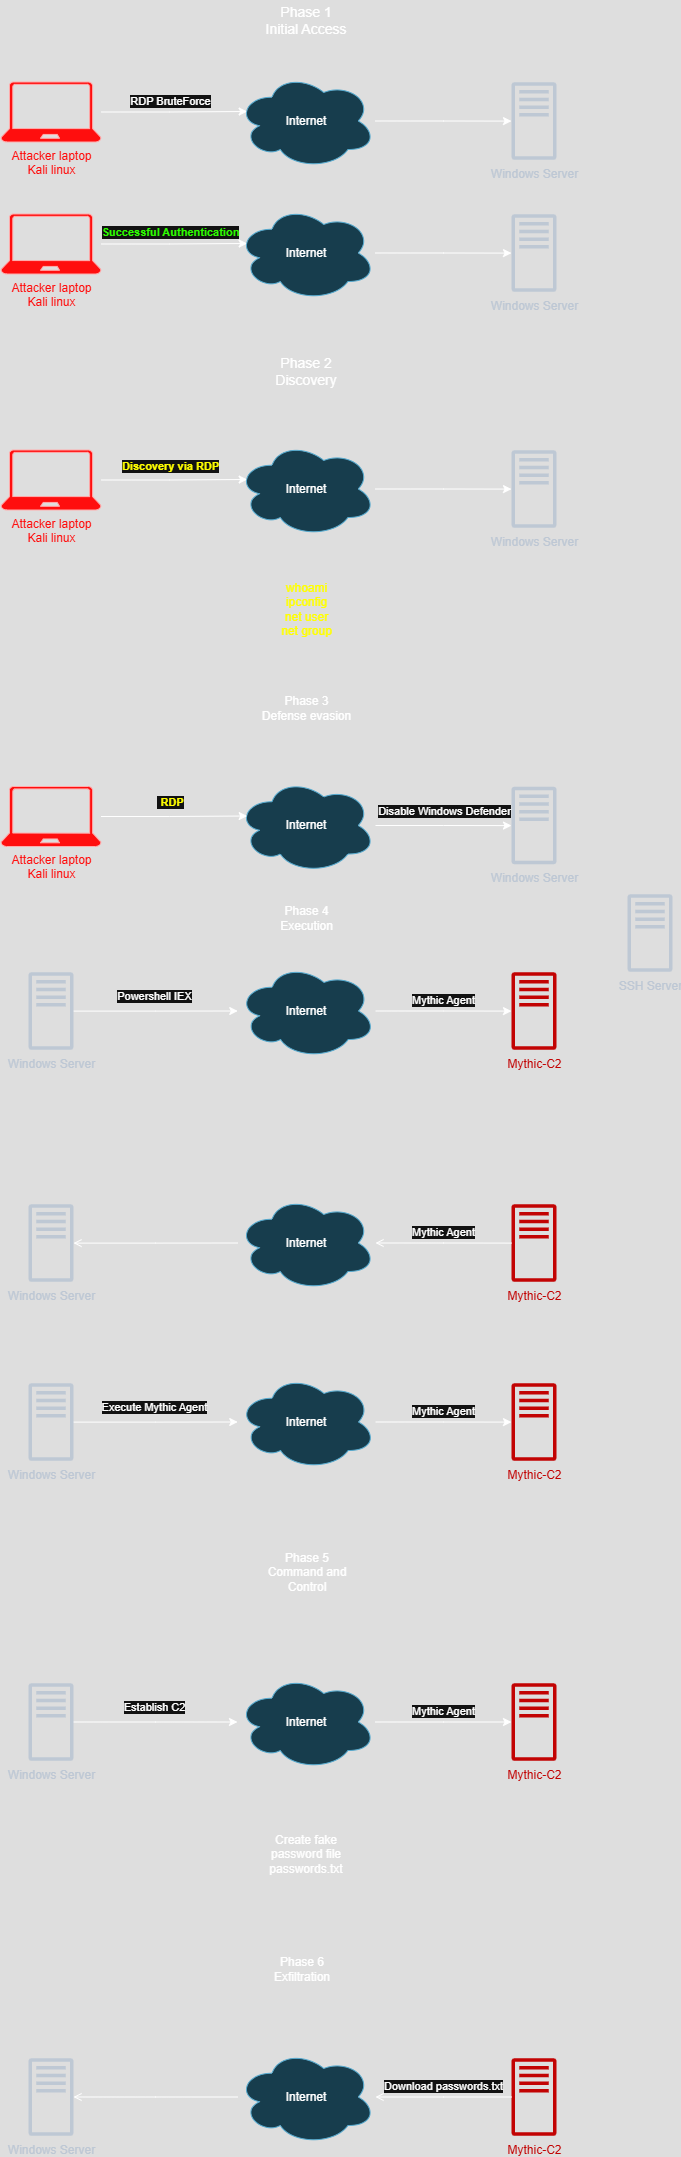 Phase 1
Initial Access
RDP BruteForce
Internet
Attacker laptop
Kali linux
Windows Server
Successful Authentication
Internet
Attacker laptop
Kali linux
Windows Server
Phase 2
Discovery
Discovery via RDP
Internet
Attacker laptop
Kali linux
Windows Server
whoami
ipconfig
net user
net group
Phase 3
Defense evasion
RDP
Internet
Disable Windows Defender
Attacker laptop
Kali linux
Windows Server
Phase 4
Execution
SSH Server
Powershell IEX
Internet
Mythic Agent
Windows Server
Mythic-C2
Internet
Mythic Agent
Windows Server
Mythic-C2
Execute Mythic Agent
Internet
Mythic Agent
Windows Server
Mythic-C2
Phase 5
Command and
Control
Establish C2
Internet
Mythic Agent
Windows Server
Mythic-C2
Create fake
password file
passwords.txt
Phase 6
Exfiltration
Internet
Download passwords.txt
Windows Server
Mythic-C2